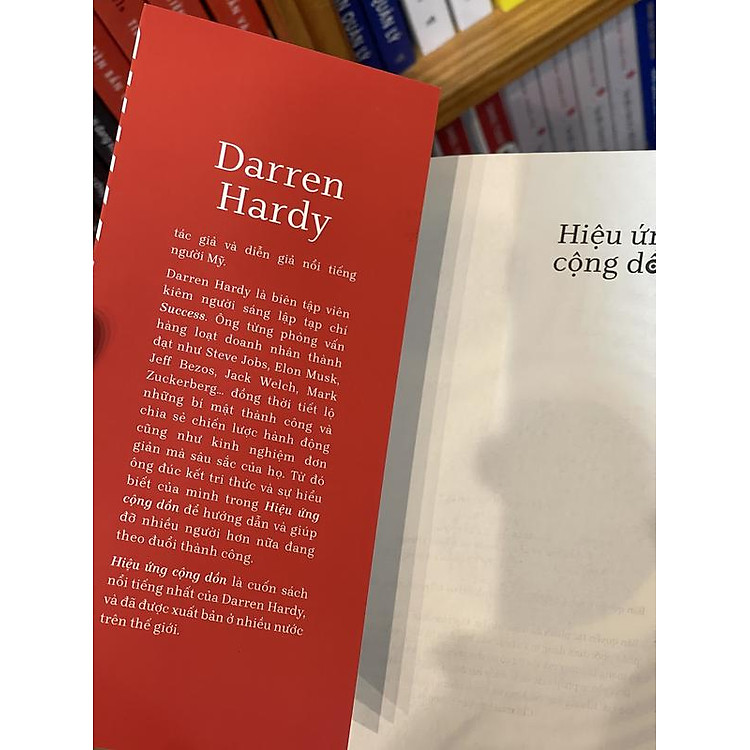 QUẢN LÝ
Darren
Hardy
tác giả và diễn giả nổi tiếng
người Mỹ.
Darren Hardy là biên tập viên
kiêm người sáng lập tạp chí
Success. Ông từng phỏng vấn
hàng loạt doanh nhân thành
đạt như Steve Jobs, Elon Musk,
Jeff Bezos, Jack Welch, Mark
Zuckerberg... đồng thời tiết lộ
những bị mật thành công và
chia sẻ chiến lược hành động
cũng như kinh nghiệm đơn
giản mà sâu sắc của họ. Từ đó
ông đúc kết tri thức và sự hiểu
biết của mình trong Hiệu ứng
cộng dồn để hướng dẫn và giúp
đỡ nhiều người hơn nữa đang
theo đuổi thành công.
Hiệu ứng cộng dồn là cuốn sách
nổi tiếng nhất của Darren Hardy,
và đã được xuất bản ở nhiều nước
trên thế giới.
Hiệu ứ
cộng d